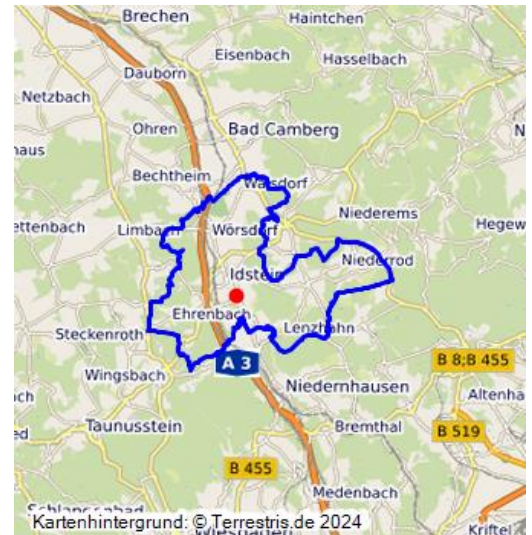 Brechen
Haintchen
Eisenbach
Hasselbach
Dauborn
Netzbach
Ohren
Bad Camberg
haus
Bechtheim
Walsdorf
Niederems
ettenbach
Limbach
Wörsdorf
Hegew
Niederrod
Idstein
Ehrenbach
Lenzhahn
Steckenroth
A 3
B 8;B 455
Wingsbach
Niedernhausen
Altenha
Taunusstein
Bremthal
B 519
B 455
Medenbach
Kartenhintergrund: © Terrestris.de 2024
Wiesbaden
Kriftel